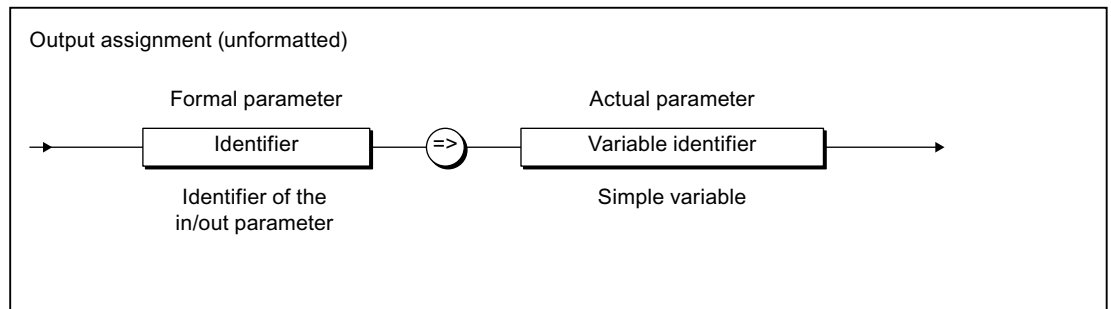 Output assignment (unformatted)
Formal parameter
Actual parameter
Identifier
=>
Variable identifier
Identifier of the
in/out parameter
Simple variable